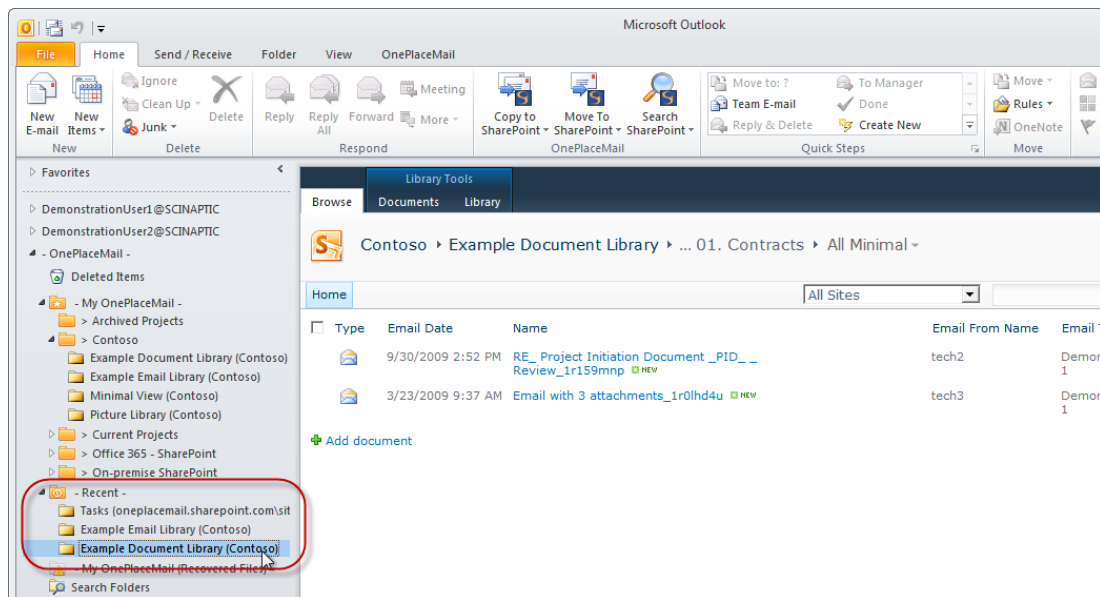 Microsoft Outlook
File Home Send / Receive Folder View OnePlaceMail
New E-mail
New Items
Ignore
Clean Up
Junk
Delete
Reply
Reply All
Forward
Meeting
More
Copy to SharePoint
Move To SharePoint
Search SharePoint
Move to: ?
Team E-mail
Reply & Delete
To Manager
Done
Create New
Move
Rules
OneNote
New Delete Respond OnePlaceMail Quick Steps Move
Favorites
DemonstrationUser1@SCINAPTIC
DemonstrationUser2@SCINAPTIC
- OnePlaceMail -
Deleted Items
- My OnePlaceMail -
> Archived Projects
> Contoso
Example Document Library (Contoso)
Example Email Library (Contoso)
Minimal View (Contoso)
Picture Library (Contoso)
> Current Projects
> Office 365 - SharePoint
> On-premise SharePoint
- Recent -
Tasks (oneplacemail.sharepoint.com\sit
Example Email Library (Contoso)
Example Document Library (Contoso)
- My OnePlaceMail (Recovered Files)
Search Folders
Library Tools
Browse Documents Library
Contoso Example Document Library ... 01. Contracts All Minimal
Home
All Sites
Type Email Date Name Email From Name Email
9/30/2009 2:52 PM RE_ Project Initiation Document _PID_ _ tech2 Demor
Review_1r159mnp NEW 1
3/23/2009 9:37 AM Email with 3 attachments_1r0lhd4u NEW tech3 Demor
1
Add document